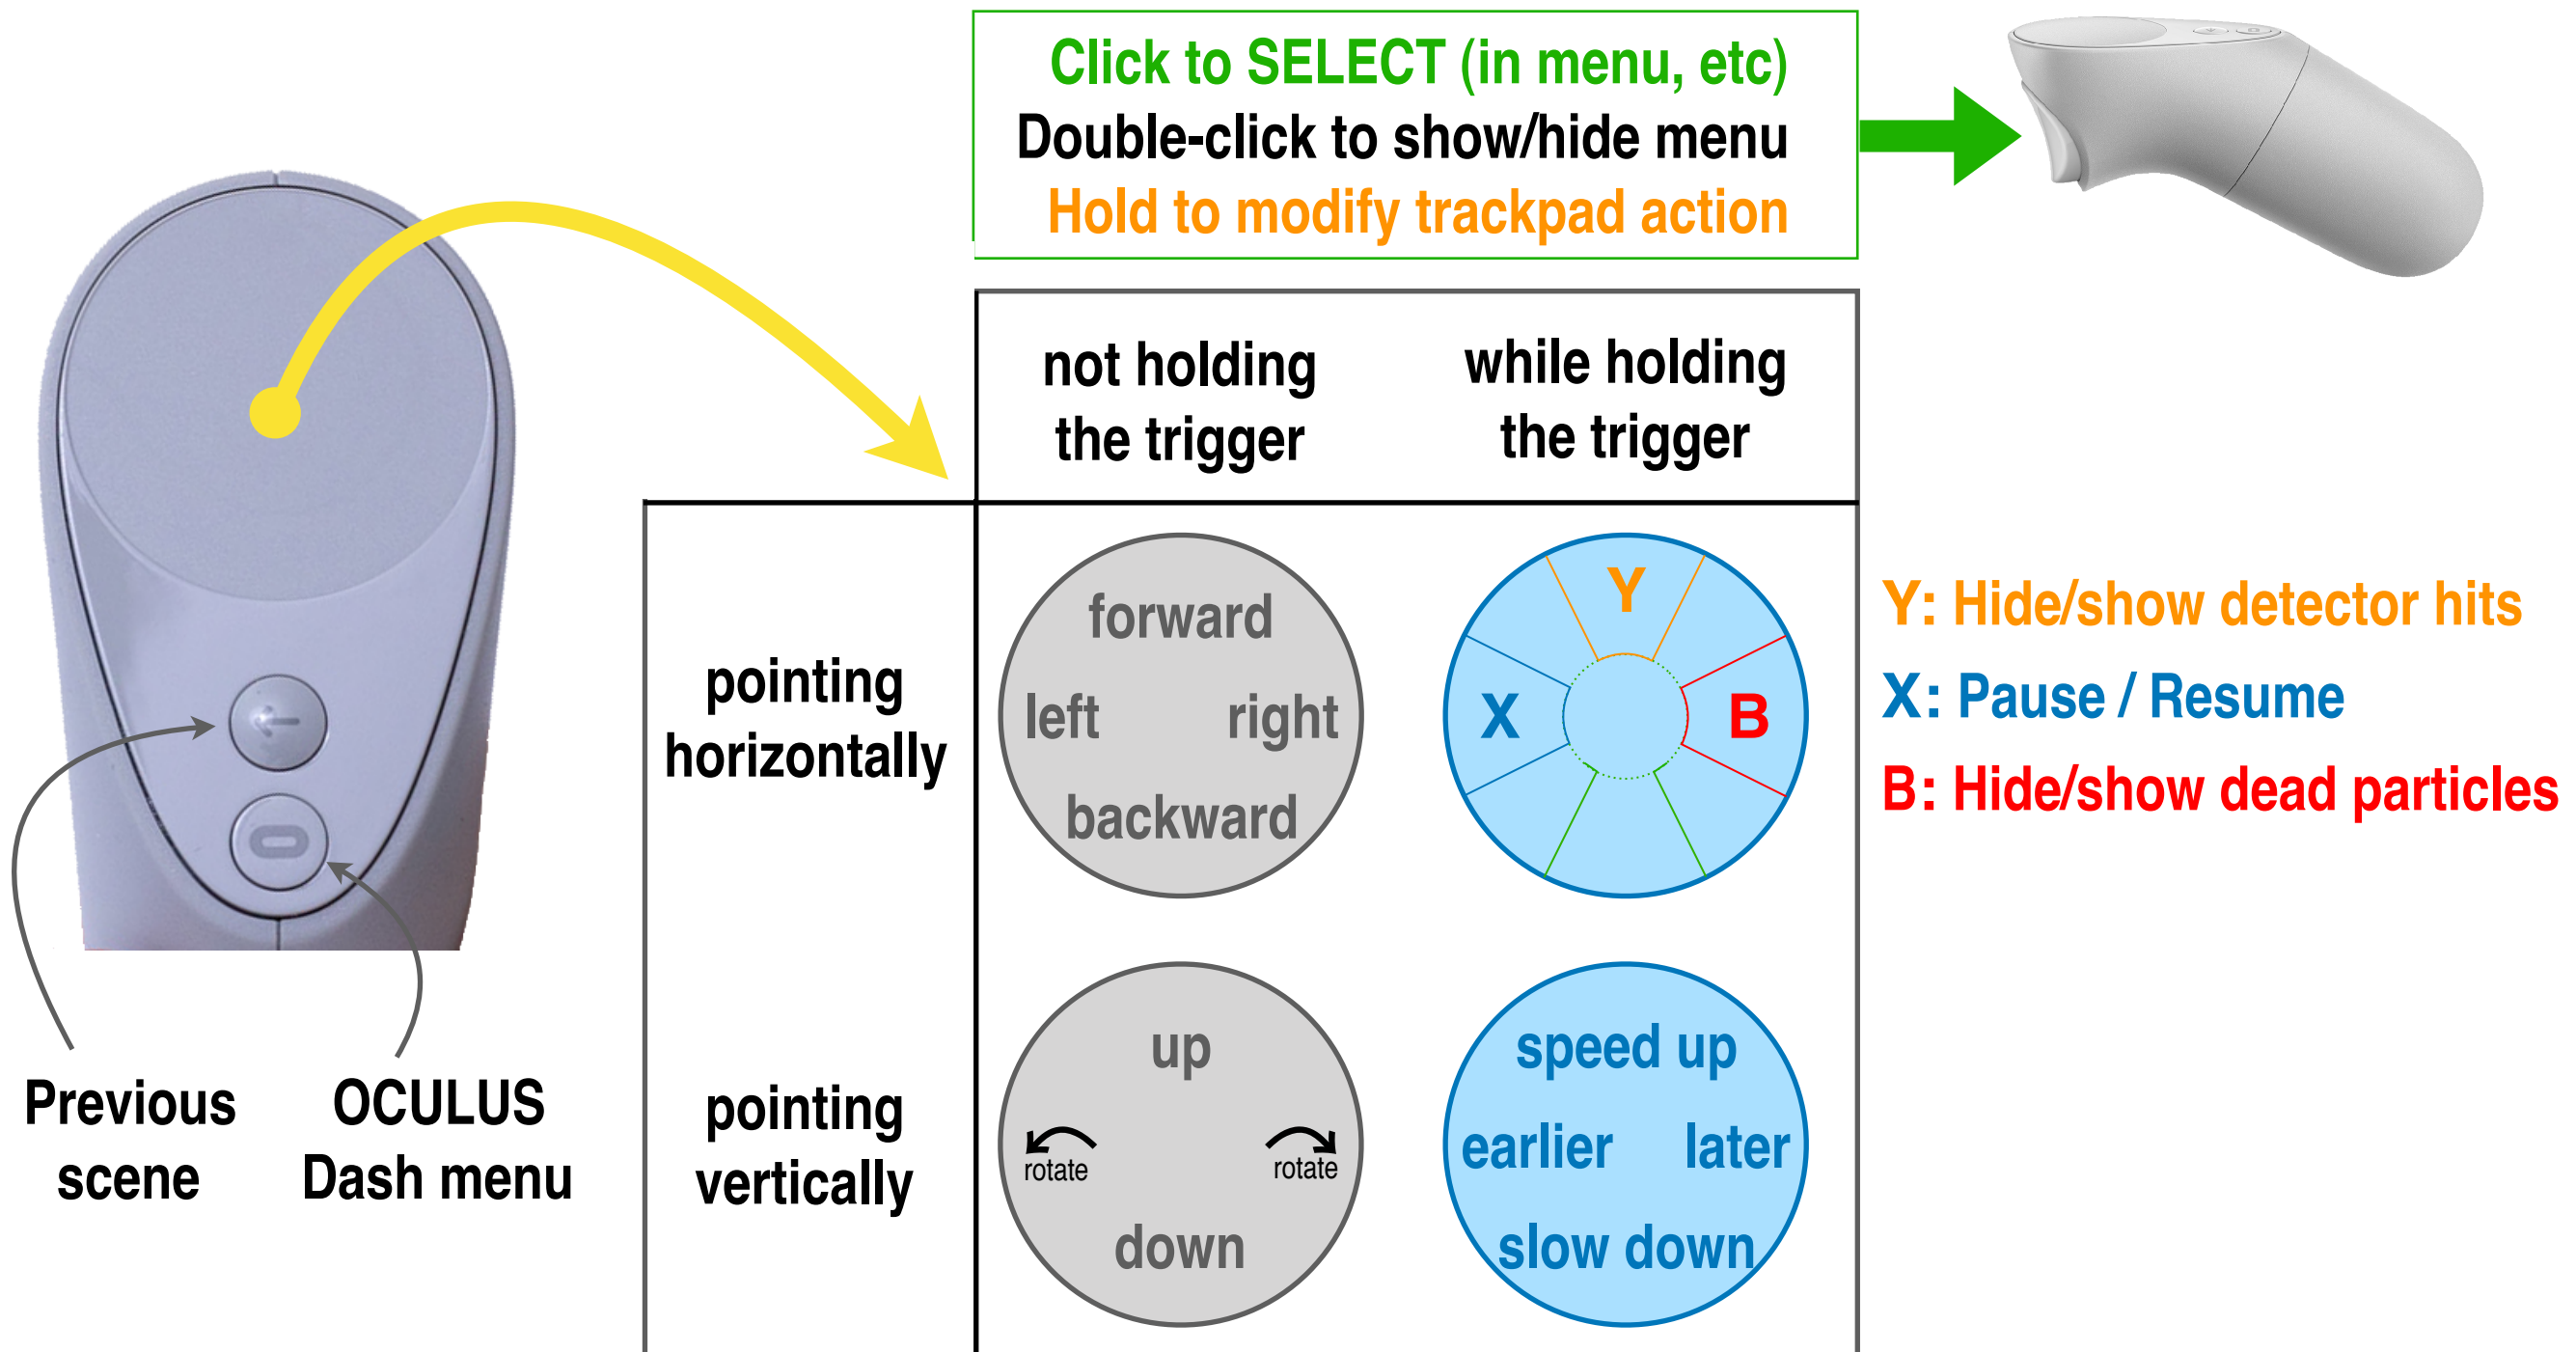 Click to SELECT (in menu, etc)
Double-click to show/hide menu
Hold to modify trackpad action
not holding
the trigger
while holding
the trigger
pointing
horizontally
forward
left right
backward
Y
X B
Y: Hide/show detector hits
X: Pause / Resume
B: Hide/show dead particles
pointing
vertically
up
rotate rotate
down
speed up
earlier later
slow down
Previous
scene
OCULUS
Dash menu